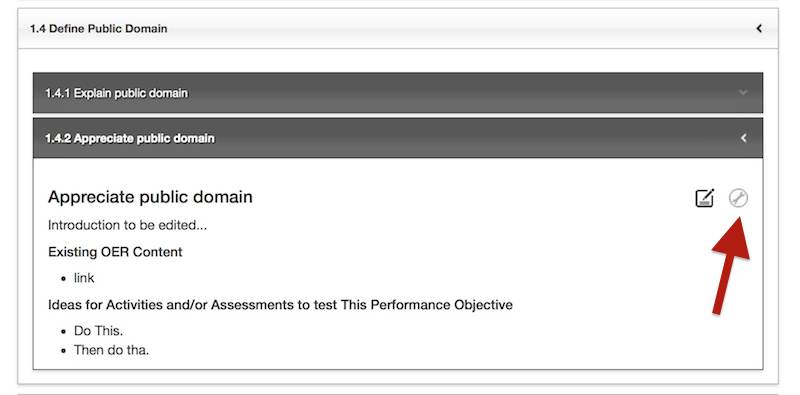 1.4 Define Public Domain
1.4.1 Explain public domain
1.4.2 Appreciate public domain
Appreciate public domain
Introduction to be edited...
Existing OER Content
link
Ideas for Activities and/or Assessments to test This Performance Objective
Do This.
Then do tha.